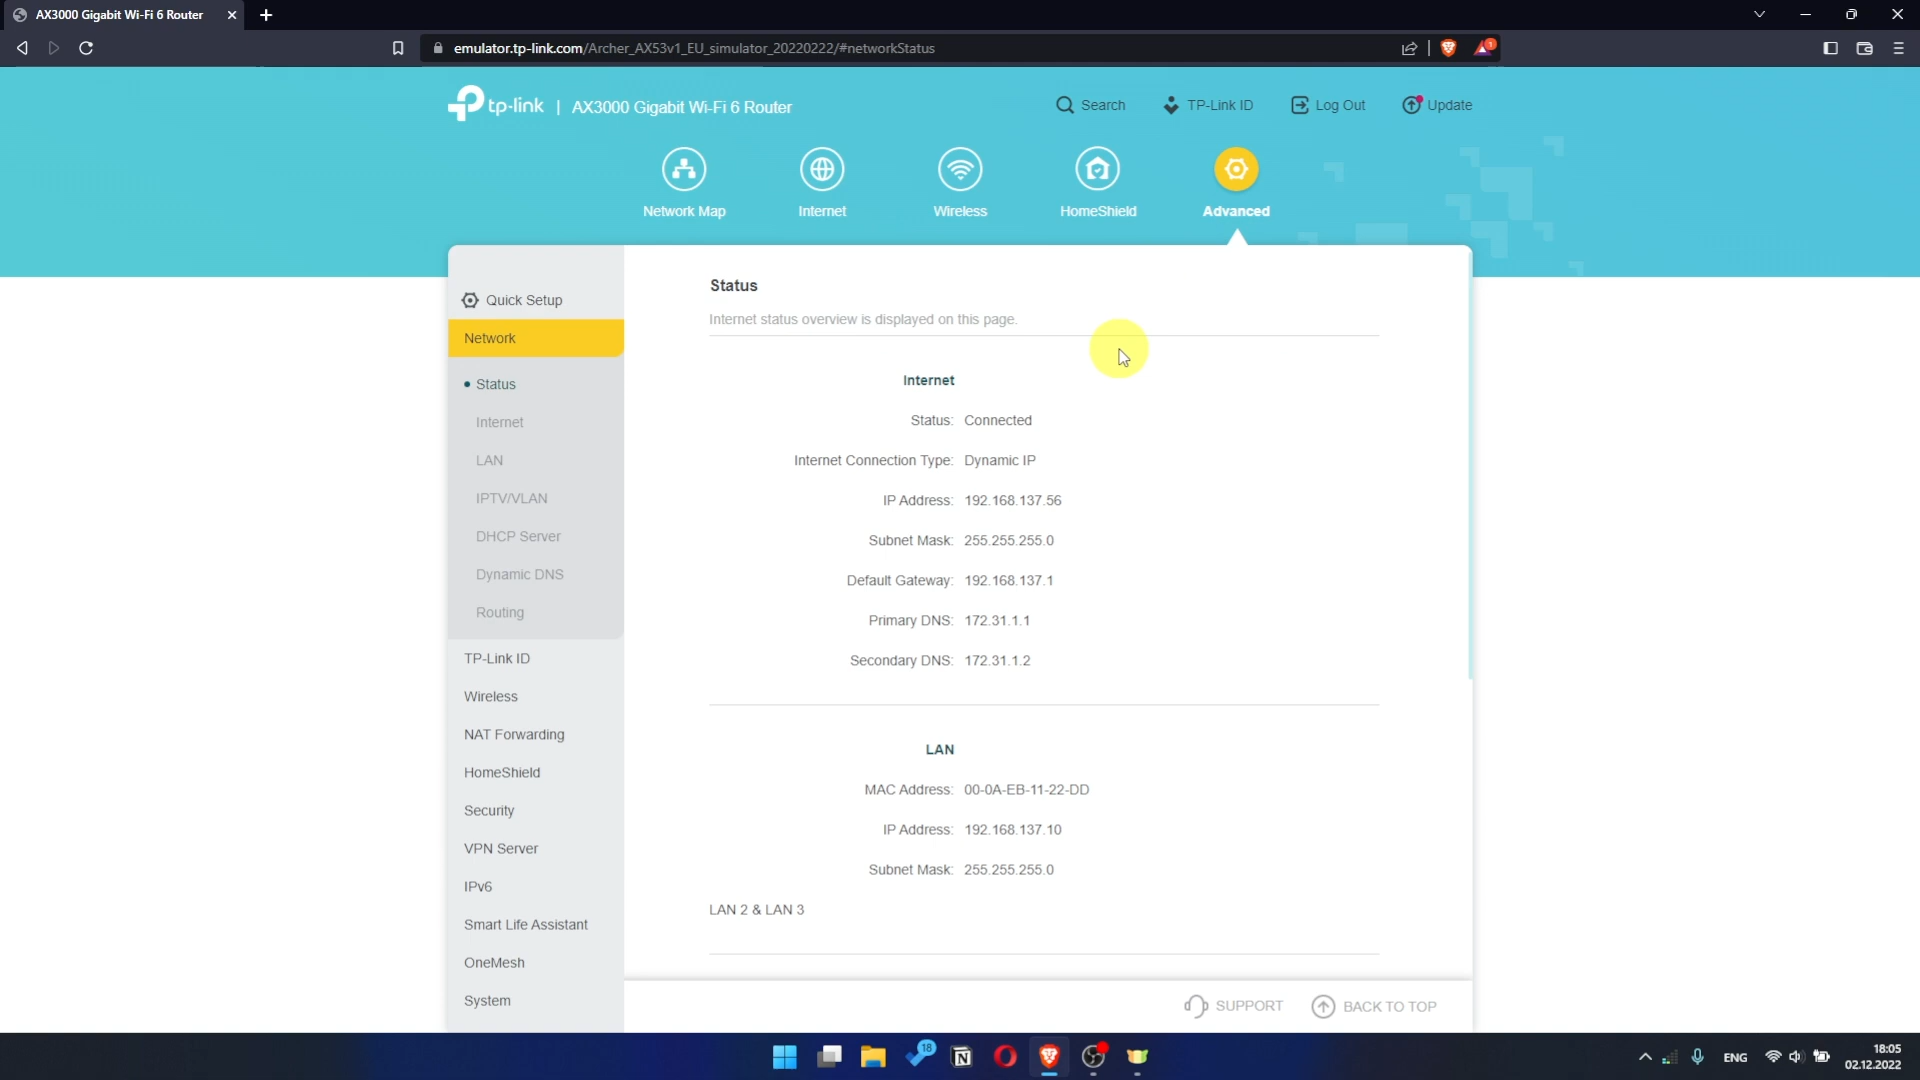 AX3000 Gigabit Wi-Fi 6 Router
emulator.tp-link.com/Archer_AX53v1_EU_simulator_20220222/#networkStatus
1
tp-link | AX3000 Gigabit Wi-Fi 6 Router
Search
TP-Link ID
Log Out
Update
Network Map
Internet
Wireless
HomeShield
Advanced
Quick Setup
Network
Status
Internet
LAN
IPTV/VLAN
DHCP Server
Dynamic DNS
Routing
TP-Link ID
Wireless
NAT Forwarding
HomeShield
Security
VPN Server
IPv6
Smart Life Assistant
OneMesh
System
Status
Internet status overview is displayed on this page.
Internet
Status: Connected
Internet Connection Type: Dynamic IP
IP Address: 192.168.137.56
Subnet Mask: 255.255.255.0
Default Gateway: 192.168.137.1
Primary DNS: 172.31.1.1
Secondary DNS: 172.31.1.2
LAN
MAC Address: 00-0A-EB-11-22-DD
IP Address: 192.168.137.10
Subnet Mask: 255.255.255.0
LAN 2 & LAN 3
SUPPORT
BACK TO TOP
18
N
ENG
18:05
02.12.2022